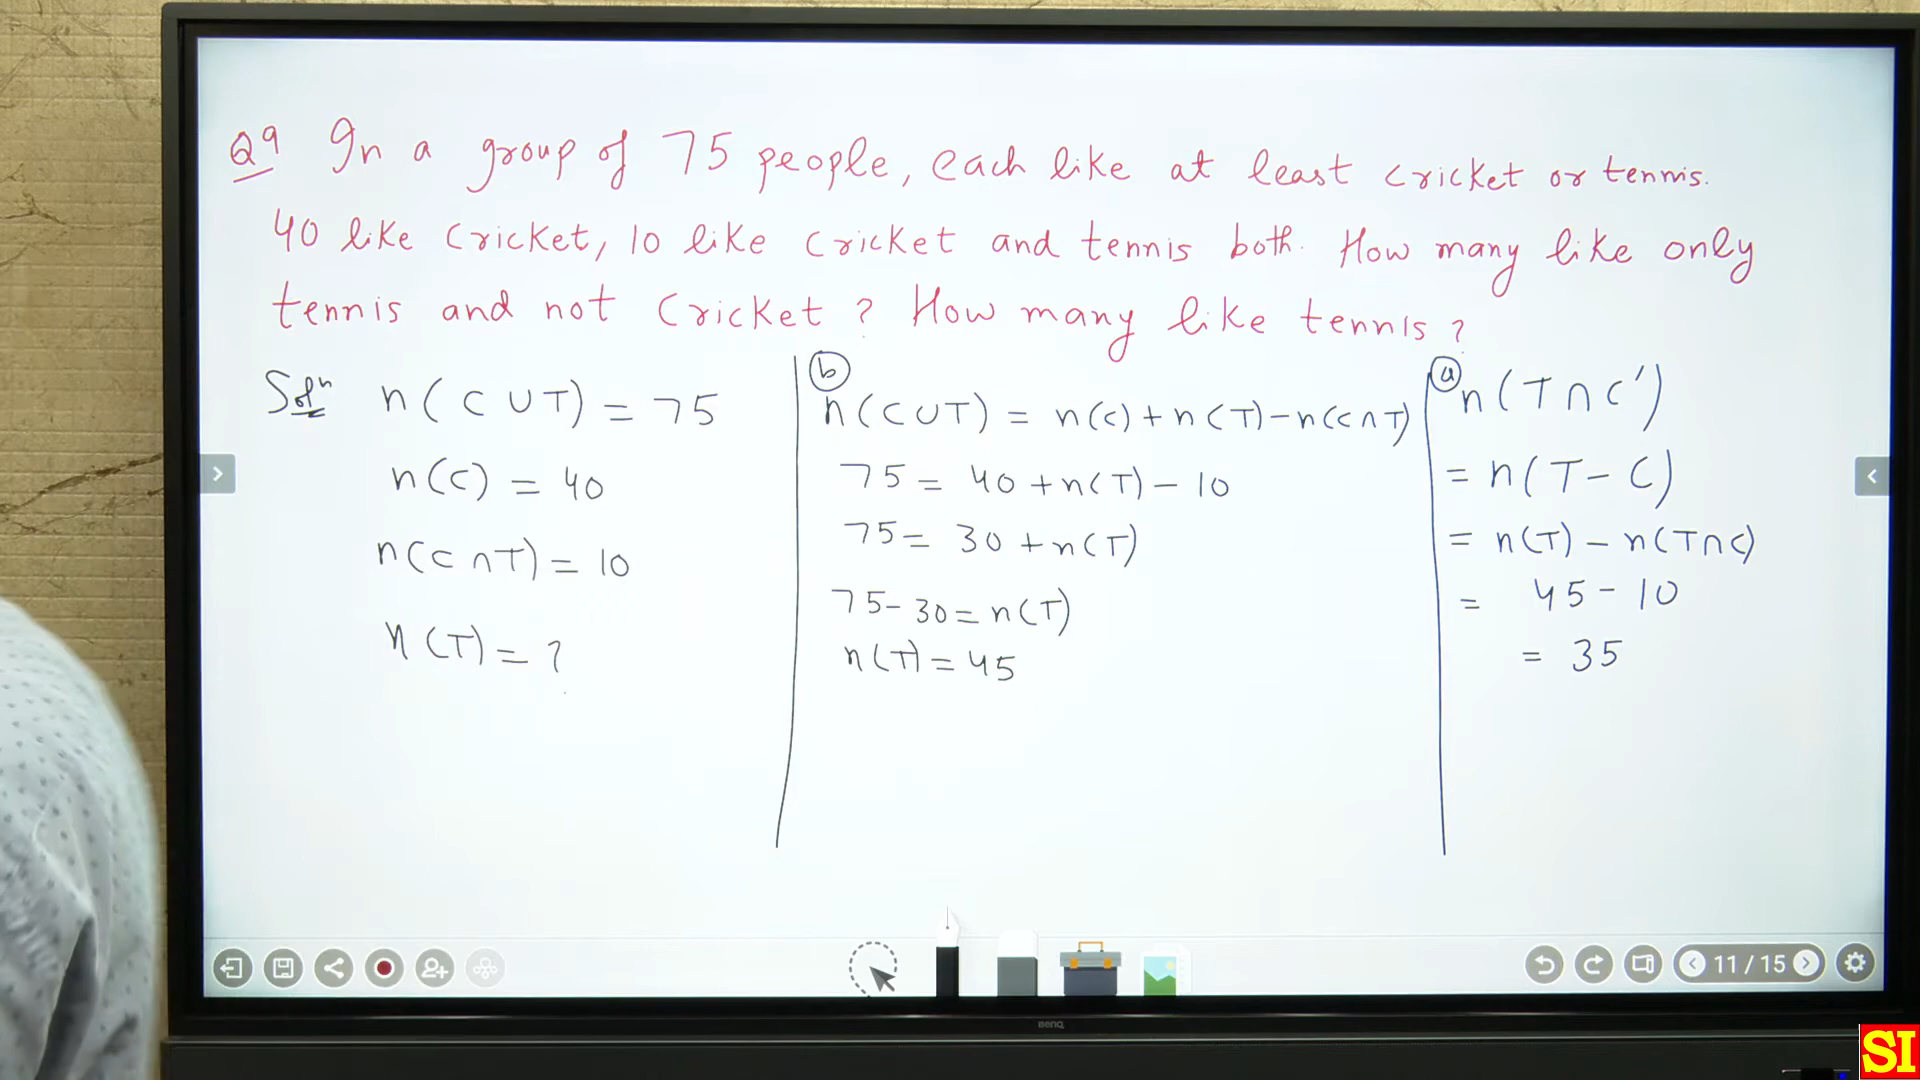 Q9 In a group of 75 people, each like at least cricket or tennis.
40 like cricket, 10 like cricket and tennis both. How many like only
tennis and not cricket ? How many like tennis ?
Solⁿ n(C∪T) = 75
n(C) = 40
n(C∩T) = 10
n(T) = ?
(b)
n(C∪T) = n(C)+n(T)-n(C∩T)
75 = 40 +n(T) - 10
75 = 30 +n(T)
75-30 = n(T)
n(T) = 45
(a) n(T∩C')
= n(T-C)
= n(T) - n(T∩C)
= 45 - 10
= 35
11 / 15
BenQ
SI